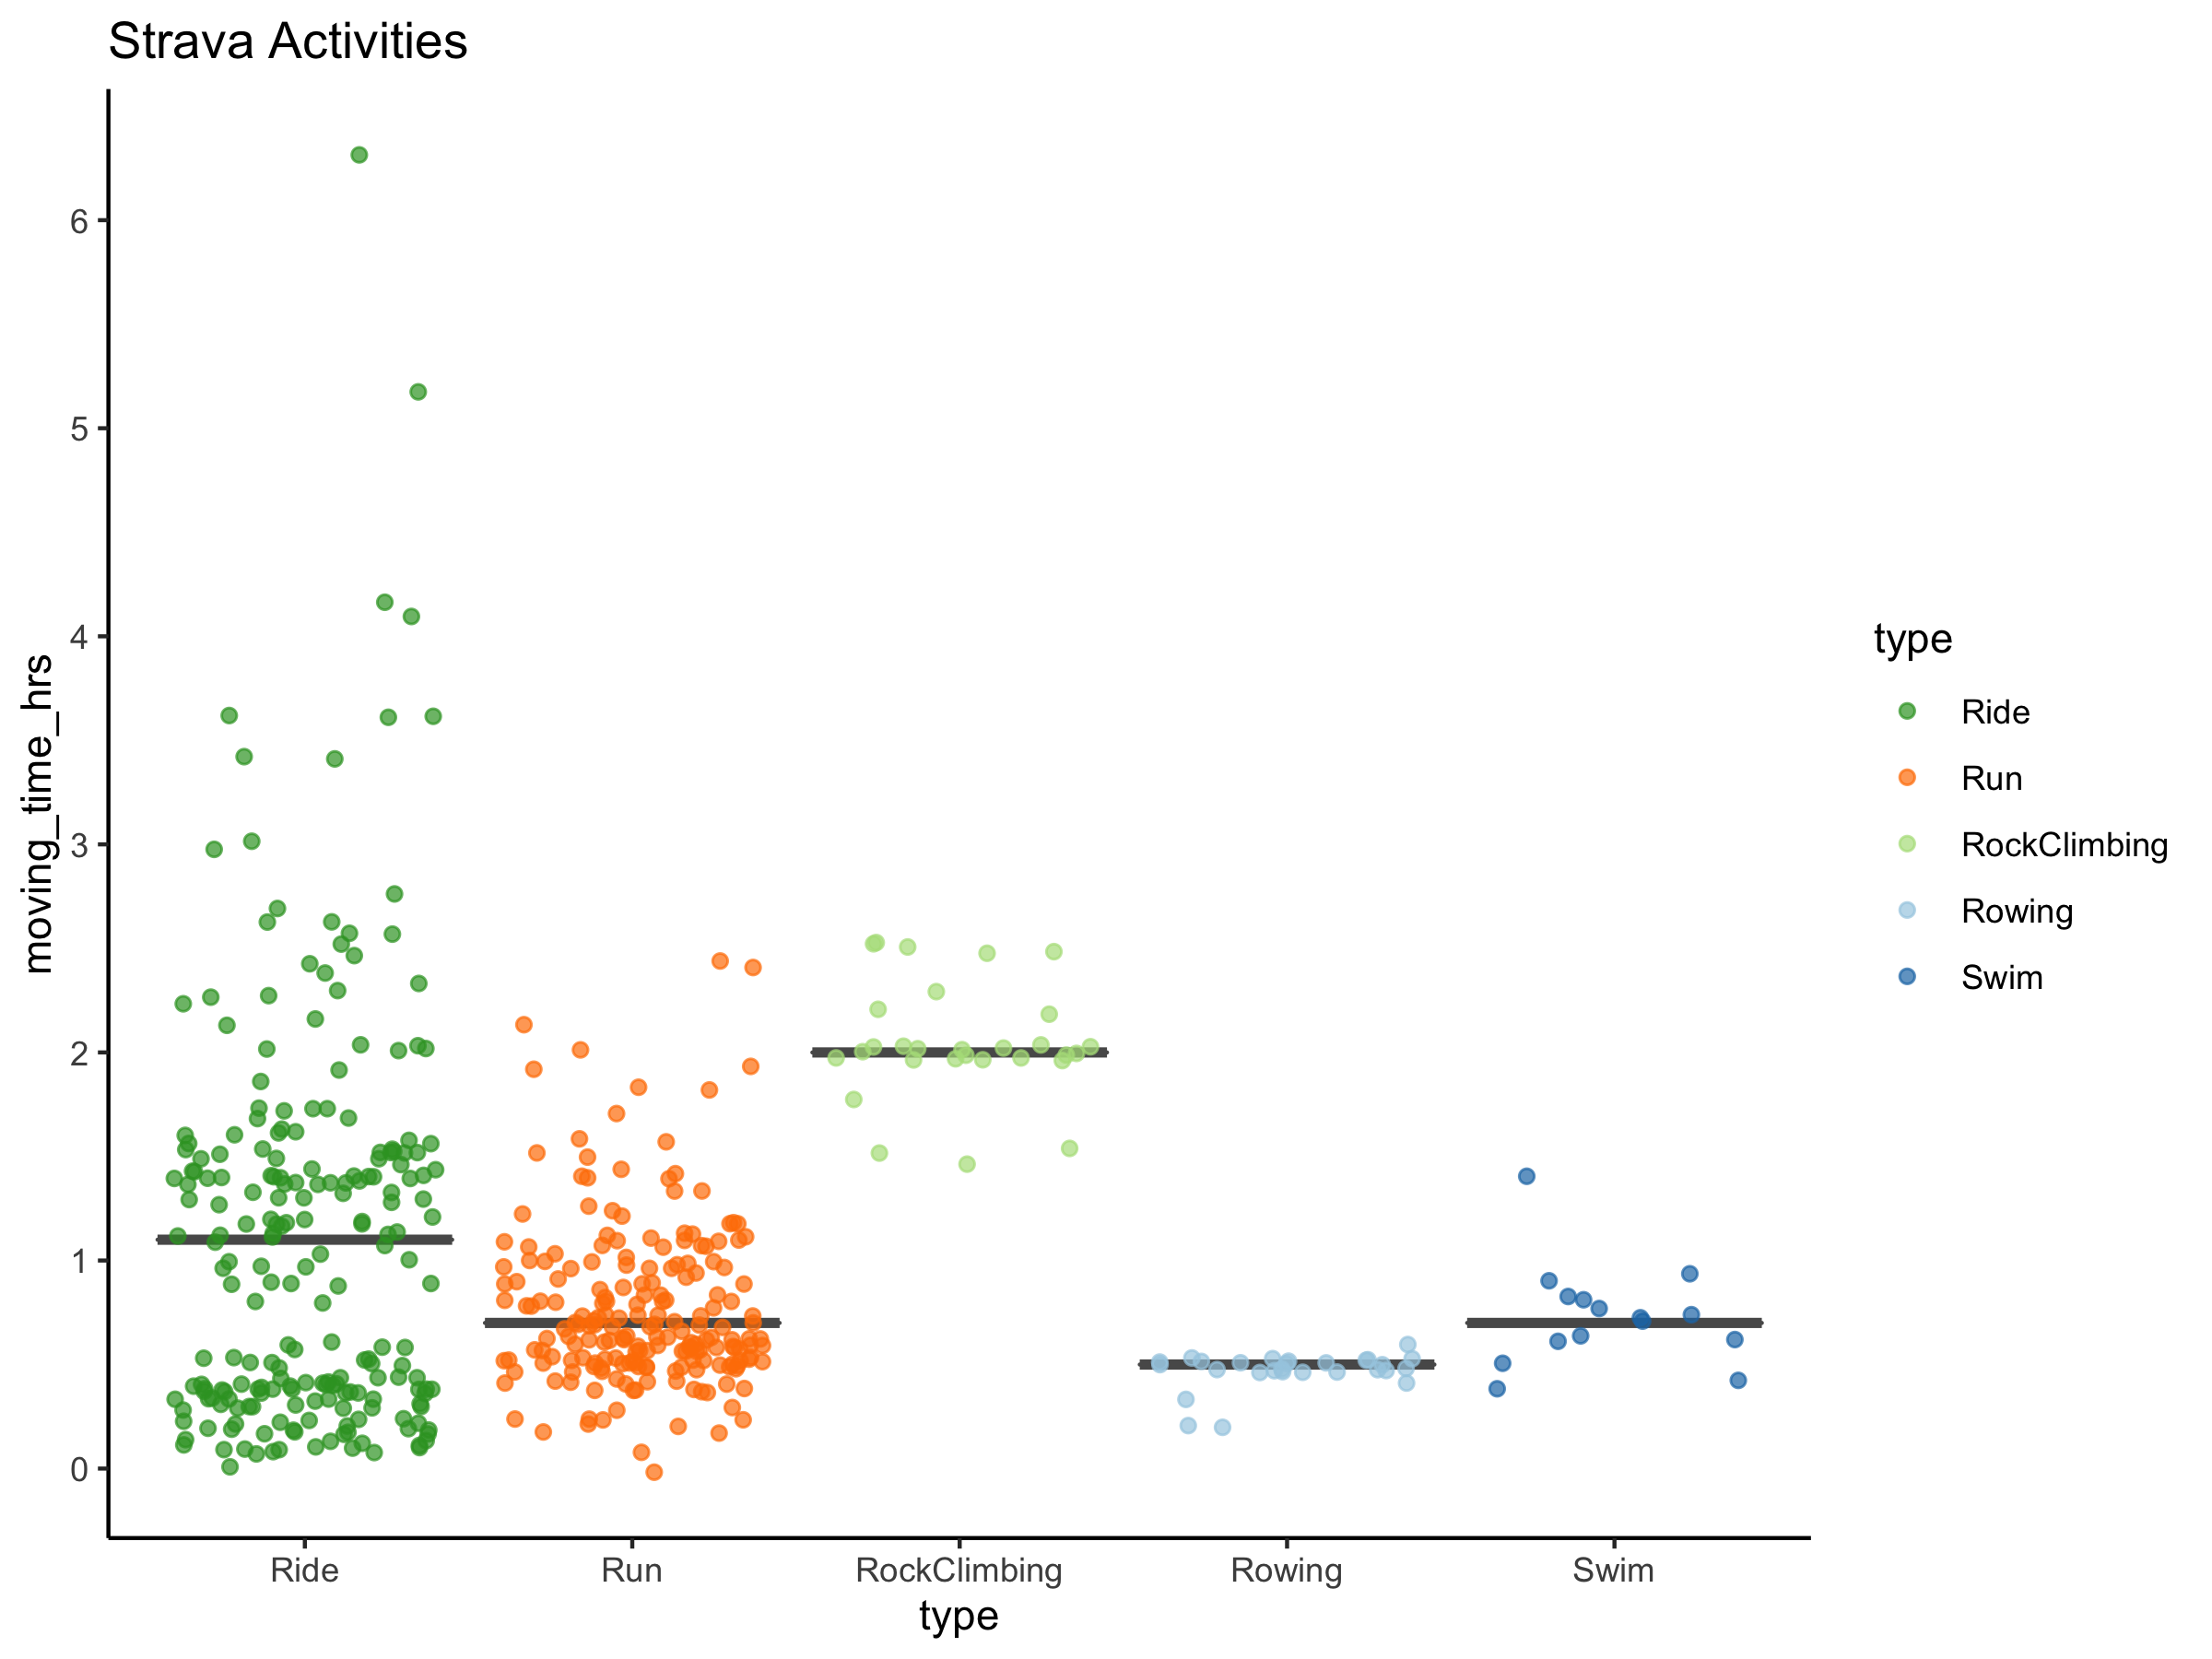 Strava Activities
moving_time_hrs
6
5
4
3
2
1
0
Ride
Run
RockClimbing
Rowing
Swim
type
type
Ride
Run
RockClimbing
Rowing
Swim